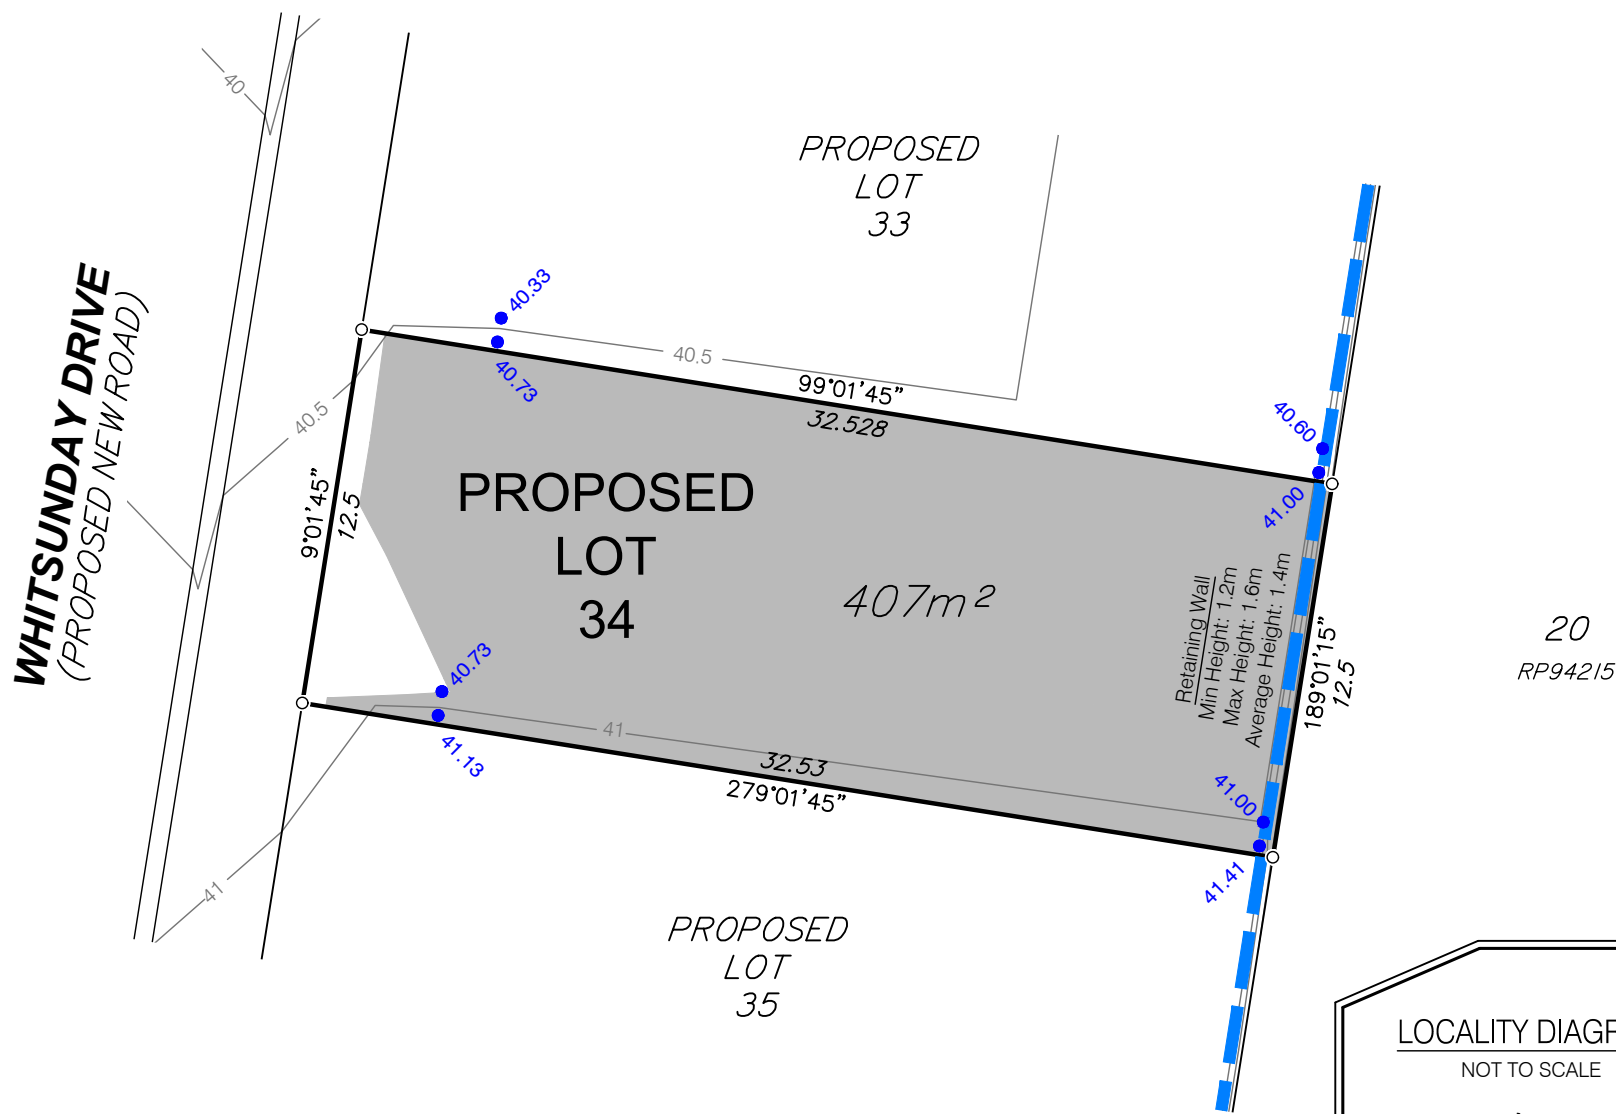 40
PROPOSED
LOT
33
WHITSUNDAY DRIVE
(PROPOSED NEW ROAD)
40.33
40.5
40.73
99°01'45"
32.528
40.5
40.60
41.00
9°01'45"
12.5
PROPOSED
LOT
34
407m²
Retaining Wall
Min Height: 1.2m
Max Height: 1.6m
Average Height: 1.4m
189°01'15"
12.5
20
RP94215
40.73
41.13
41
32.53
279°01'45"
41.00
41.41
41
PROPOSED
LOT
35
LOCALITY DIAGR
NOT TO SCALE